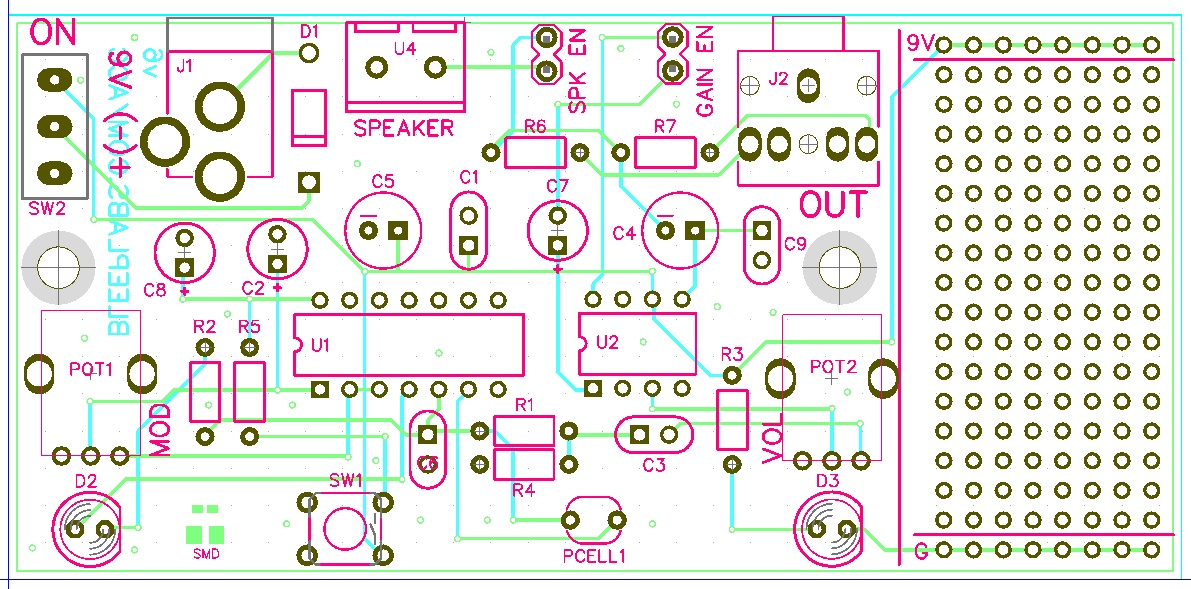 ON
D1
U4
SPK EN
GAIN EN
9V
J1
+(-) 9V
J2
SPEAKER
R6
R7
BLEEPLABS.COM
SW2
C5
C1
C7
OUT
C4
C9
C8
C2
R2
R5
U1
U2
R3
POT1
POT2
MOD
R1
VOL
C6
C3
D2
SW1
R4
D3
SMD
PCELL1
G